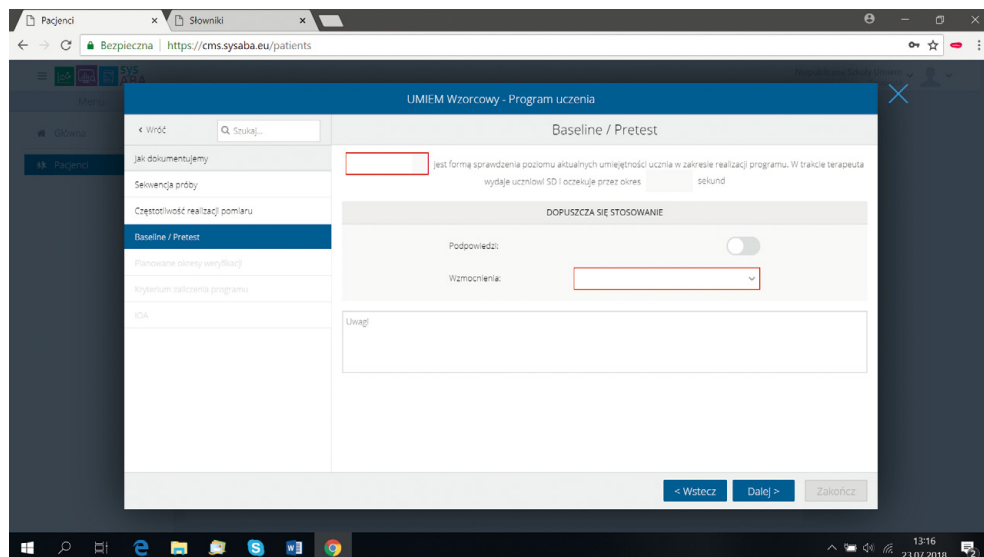 Pacjenci
Słowniki
Bezpieczna https://cms.sysaba.eu/patients
SYS
ABA
Menu
Główna
Pacjenci
UMIEM Wzorcowy - Program uczenia
< Wróć
Szukaj...
Baseline / Pretest
Jak dokumentujemy
Sekwencja próby
Częstotliwość realizacji pomiaru
Baseline / Pretest
Planowane okresy weryfikacji
Kryterium zaliczenia programu
IOA
jest formą sprawdzenia poziomu aktualnych umiejętności ucznia w zakresie realizacji programu. W trakcie terapeuta
wydaje uczniowi SD i oczekuje przez okres sekund
DOPUSZCZA SIĘ STOSOWANIE
Podpowiedzi:
Wzmocnienia:
Uwagi
< Wstecz
Dalej >
Zakończ
13:16
23.07.2018